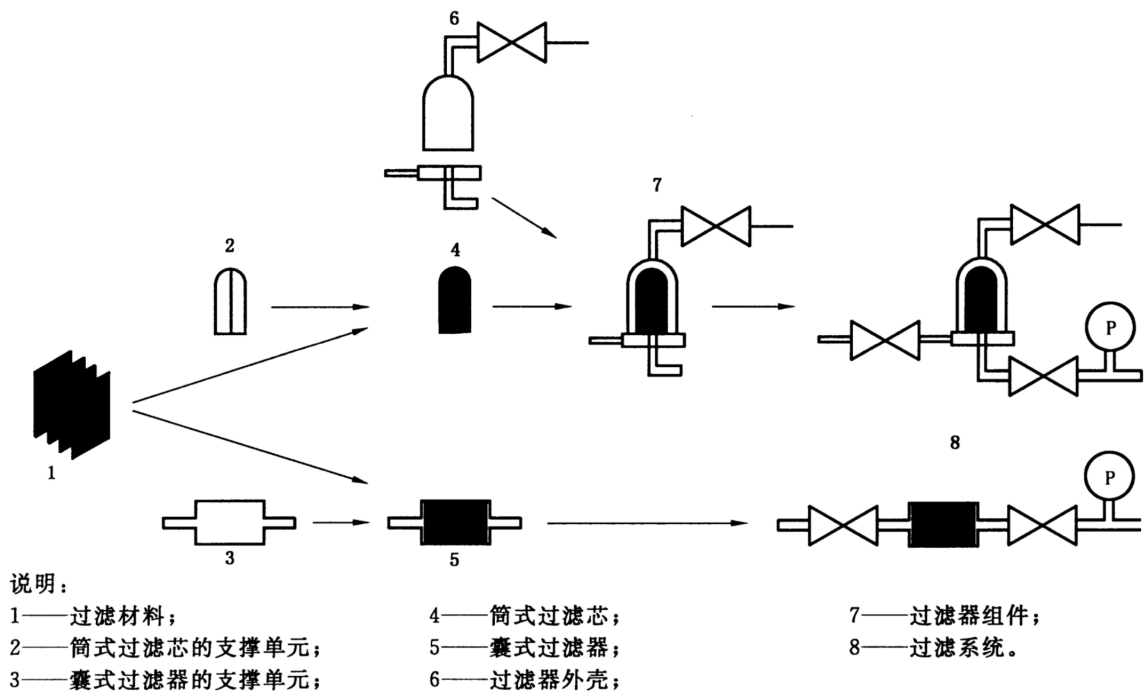 6
7
2
4
P
1
8
P
3
5
说明：
1——过滤材料； 4——筒式过滤芯； 7——过滤器组件；
2——筒式过滤芯的支撑单元； 5——囊式过滤器； 8——过滤系统。
3——囊式过滤器的支撑单元； 6——过滤器外壳；